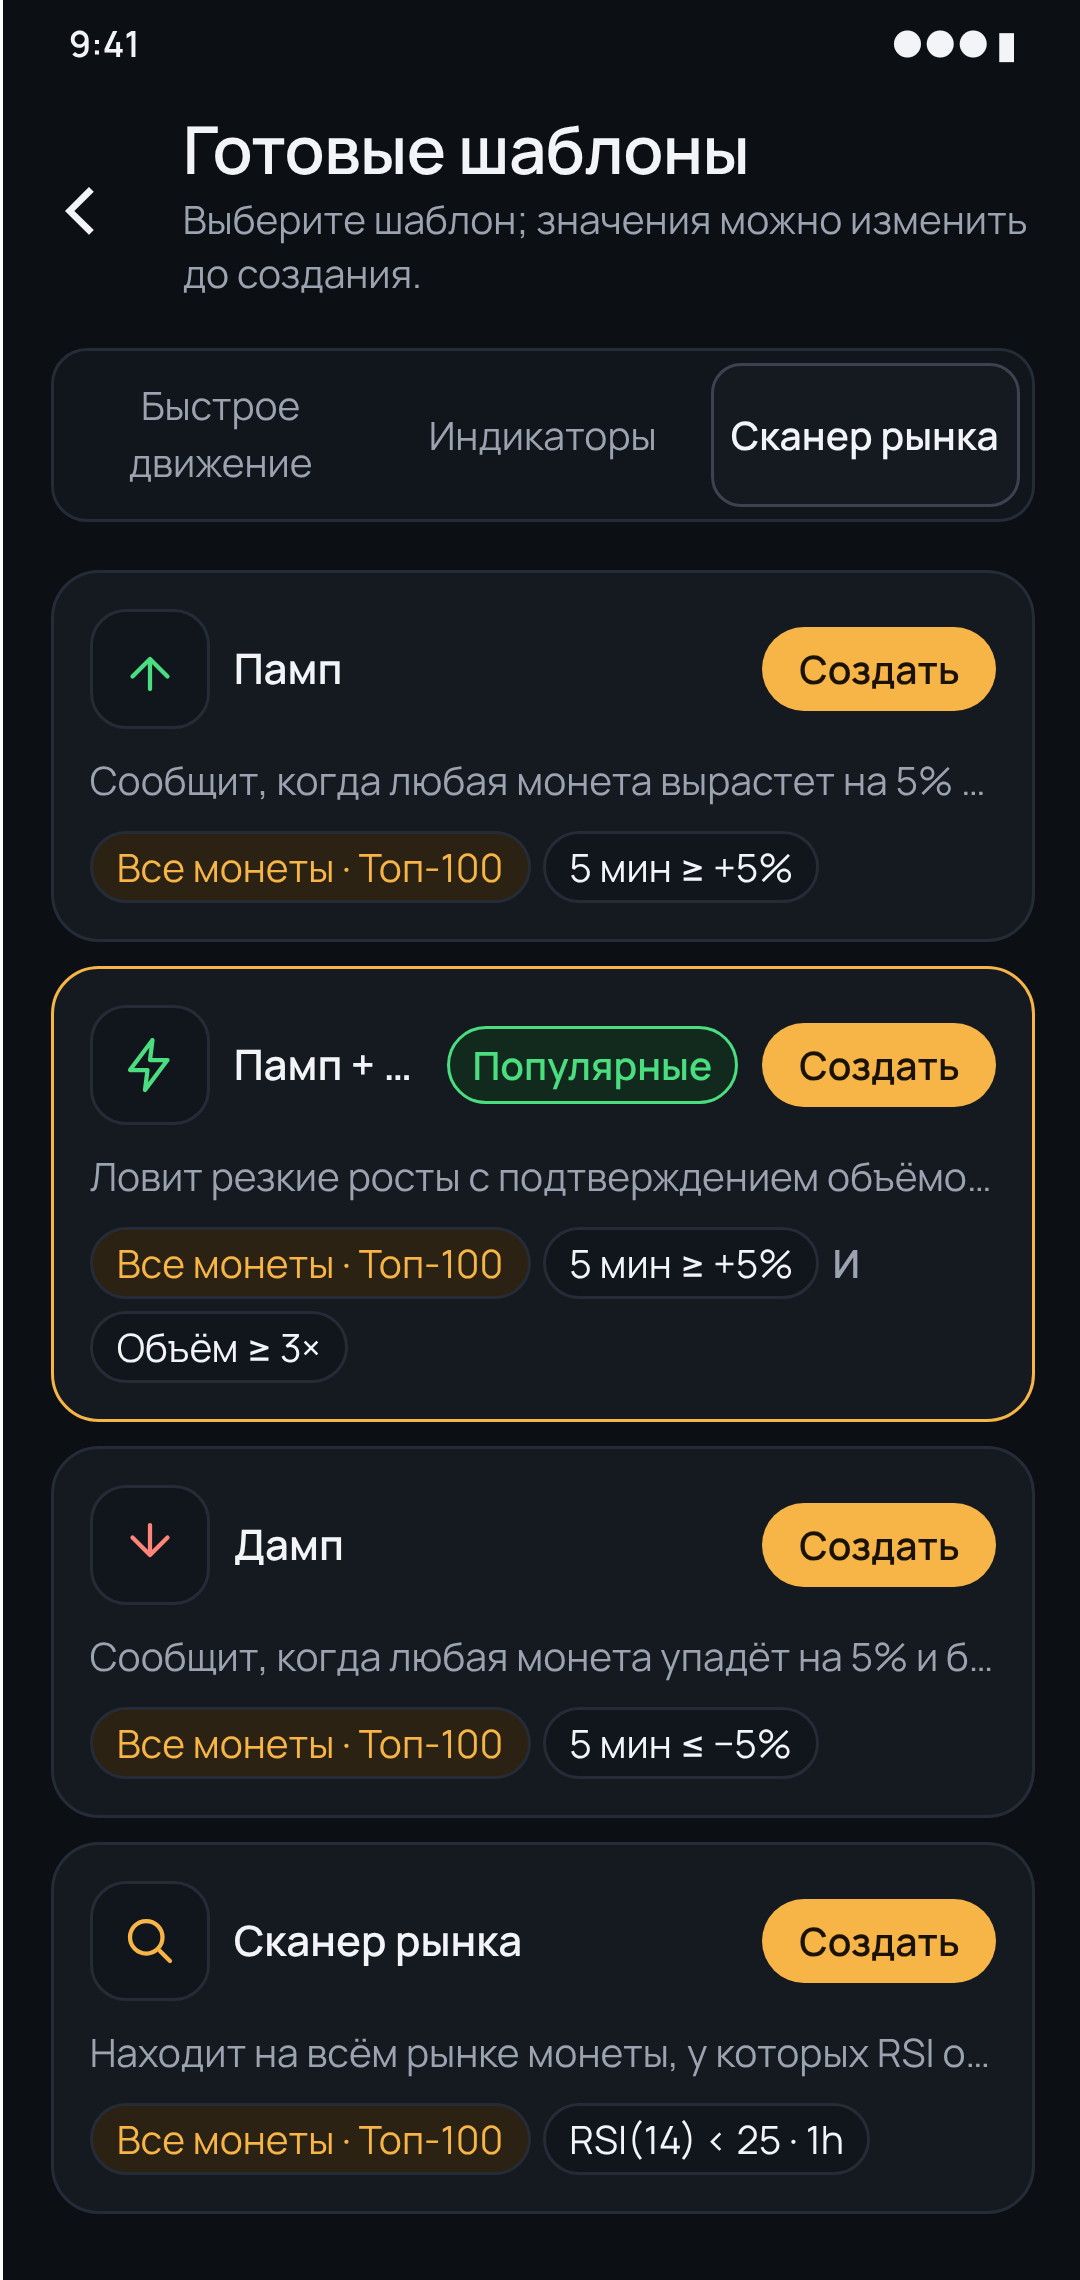 9:41
Готовые шаблоны
Выберите шаблон; значения можно изменить
до создания.
Быстрое
движение
Индикаторы
Сканер рынка
Памп
Создать
Сообщит, когда любая монета вырастет на 5% ...
Все монеты · Топ-100
5 мин ≥ +5%
Памп + ...
Популярные
Создать
Ловит резкие росты с подтверждением объёмо...
Все монеты · Топ-100
5 мин ≥ +5% И
Объём ≥ 3×
Дамп
Создать
Сообщит, когда любая монета упадёт на 5% и б...
Все монеты · Топ-100
5 мин ≤ −5%
Сканер рынка
Создать
Находит на всём рынке монеты, у которых RSI о...
Все монеты · Топ-100
RSI(14) < 25 · 1h